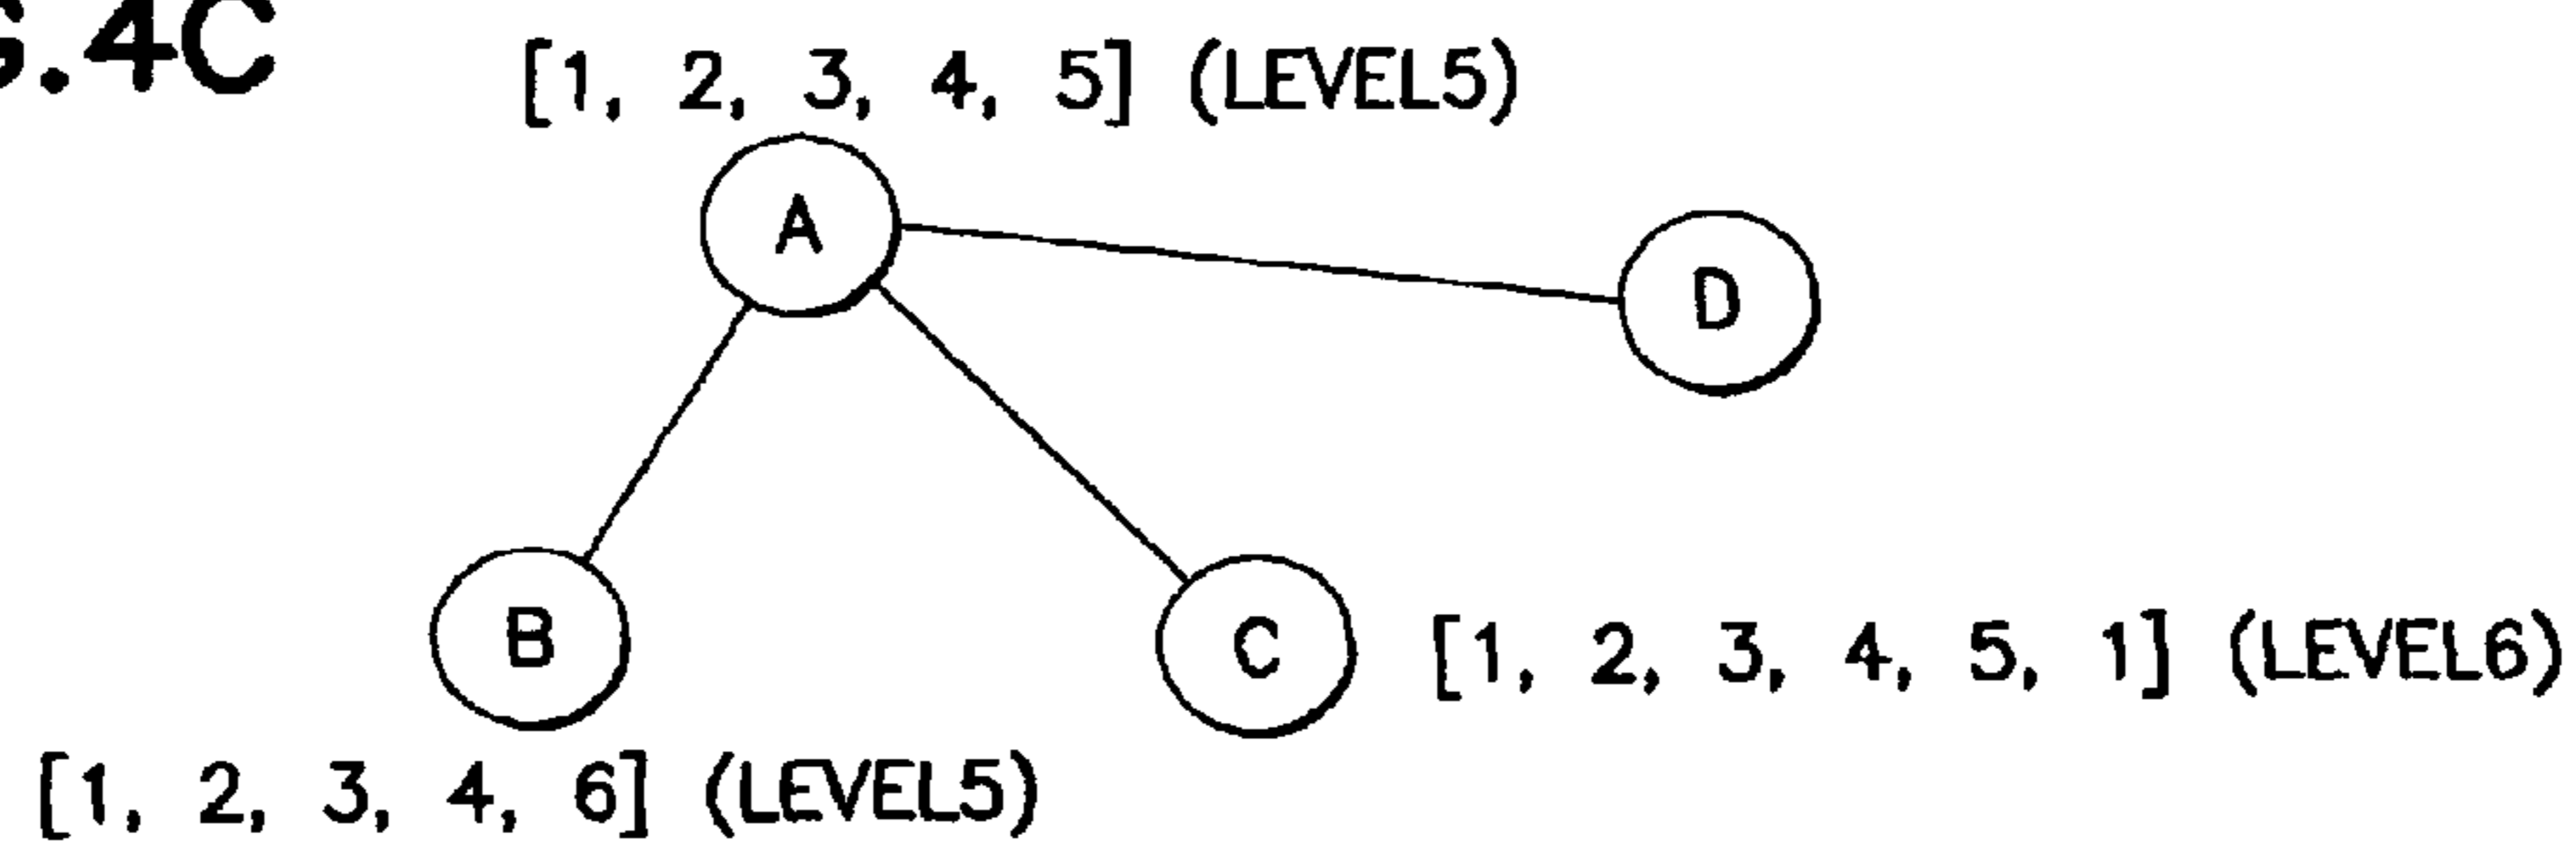 .4C
[1, 2, 3, 4, 5] (LEVEL5)
A
D
B
C
[1, 2, 3, 4, 5, 1] (LEVEL6)
[1, 2, 3, 4, 6] (LEVEL5)